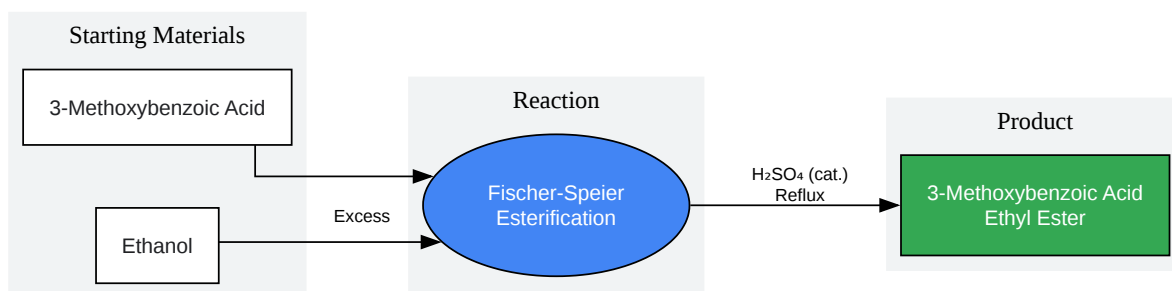 Starting Materials
3-Methoxybenzoic Acid
Ethanol
Excess
Reaction
Fischer-Speier
Esterification
H₂SO₄ (cat.)
Reflux
Product
3-Methoxybenzoic Acid
Ethyl Ester